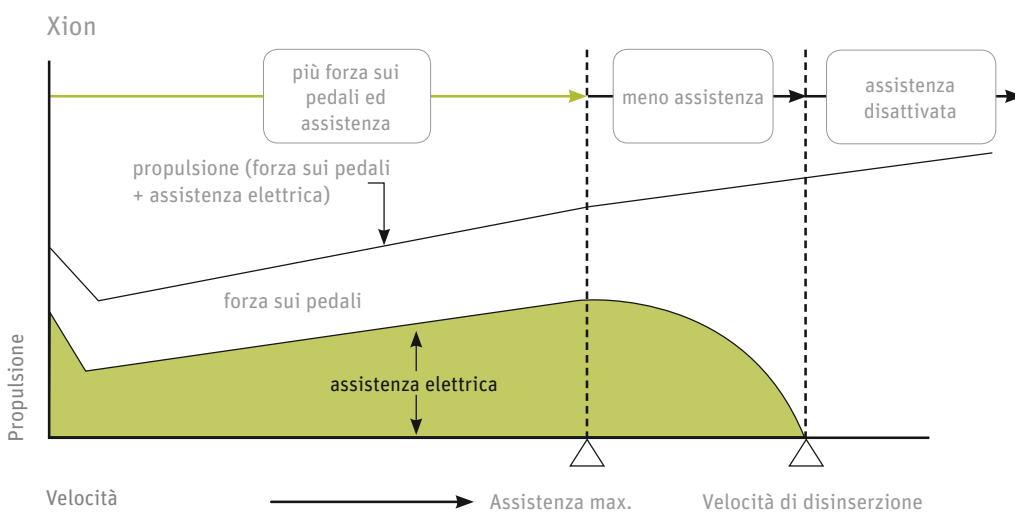 Xion
più forza sui
pedali ed
assistenza
meno assistenza
assistenza
disattivata
propulsione (forza sui pedali
+ assistenza elettrica)
forza sui pedali
assistenza elettrica
Propulsione
Velocità
Assistenza max.
Velocità di disinserzione